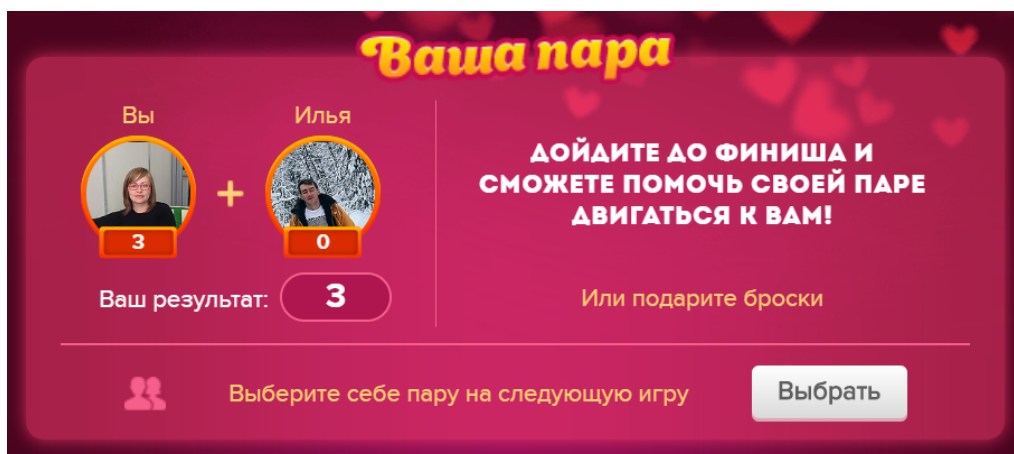 Ваша пара
Вы
Илья
+
3
0
Ваш результат: 3
ДОЙДИТЕ ДО ФИНИША И
СМОЖЕТЕ ПОМОЧЬ СВОЕЙ ПАРЕ
ДВИГАТЬСЯ К ВАМ!
Или подарите броски
Выберите себе пару на следующую игру
Выбрать